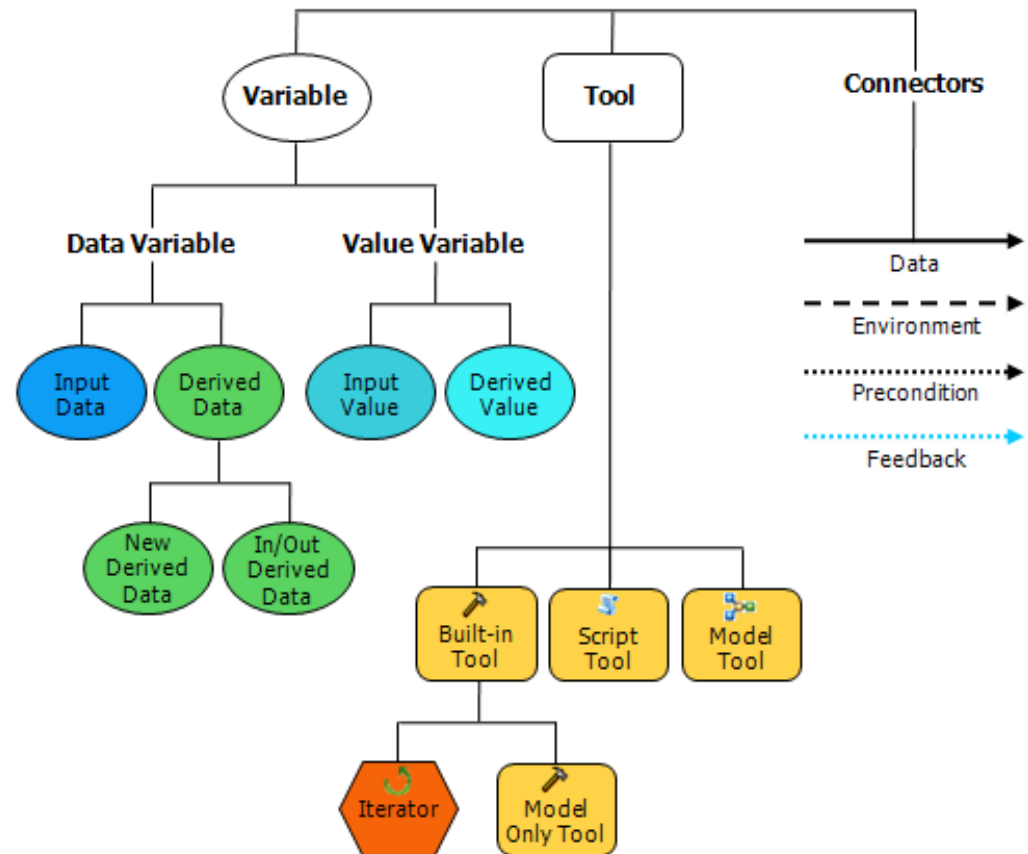 Variable
Tool
Connectors
Data Variable
Value Variable
Data
Environment
Precondition
Feedback
Input
Data
Derived
Data
Input
Value
Derived
Value
New
Derived
Data
In/Out
Derived
Data
Built-in
Tool
Script
Tool
Model
Tool
Iterator
Model
Only Tool